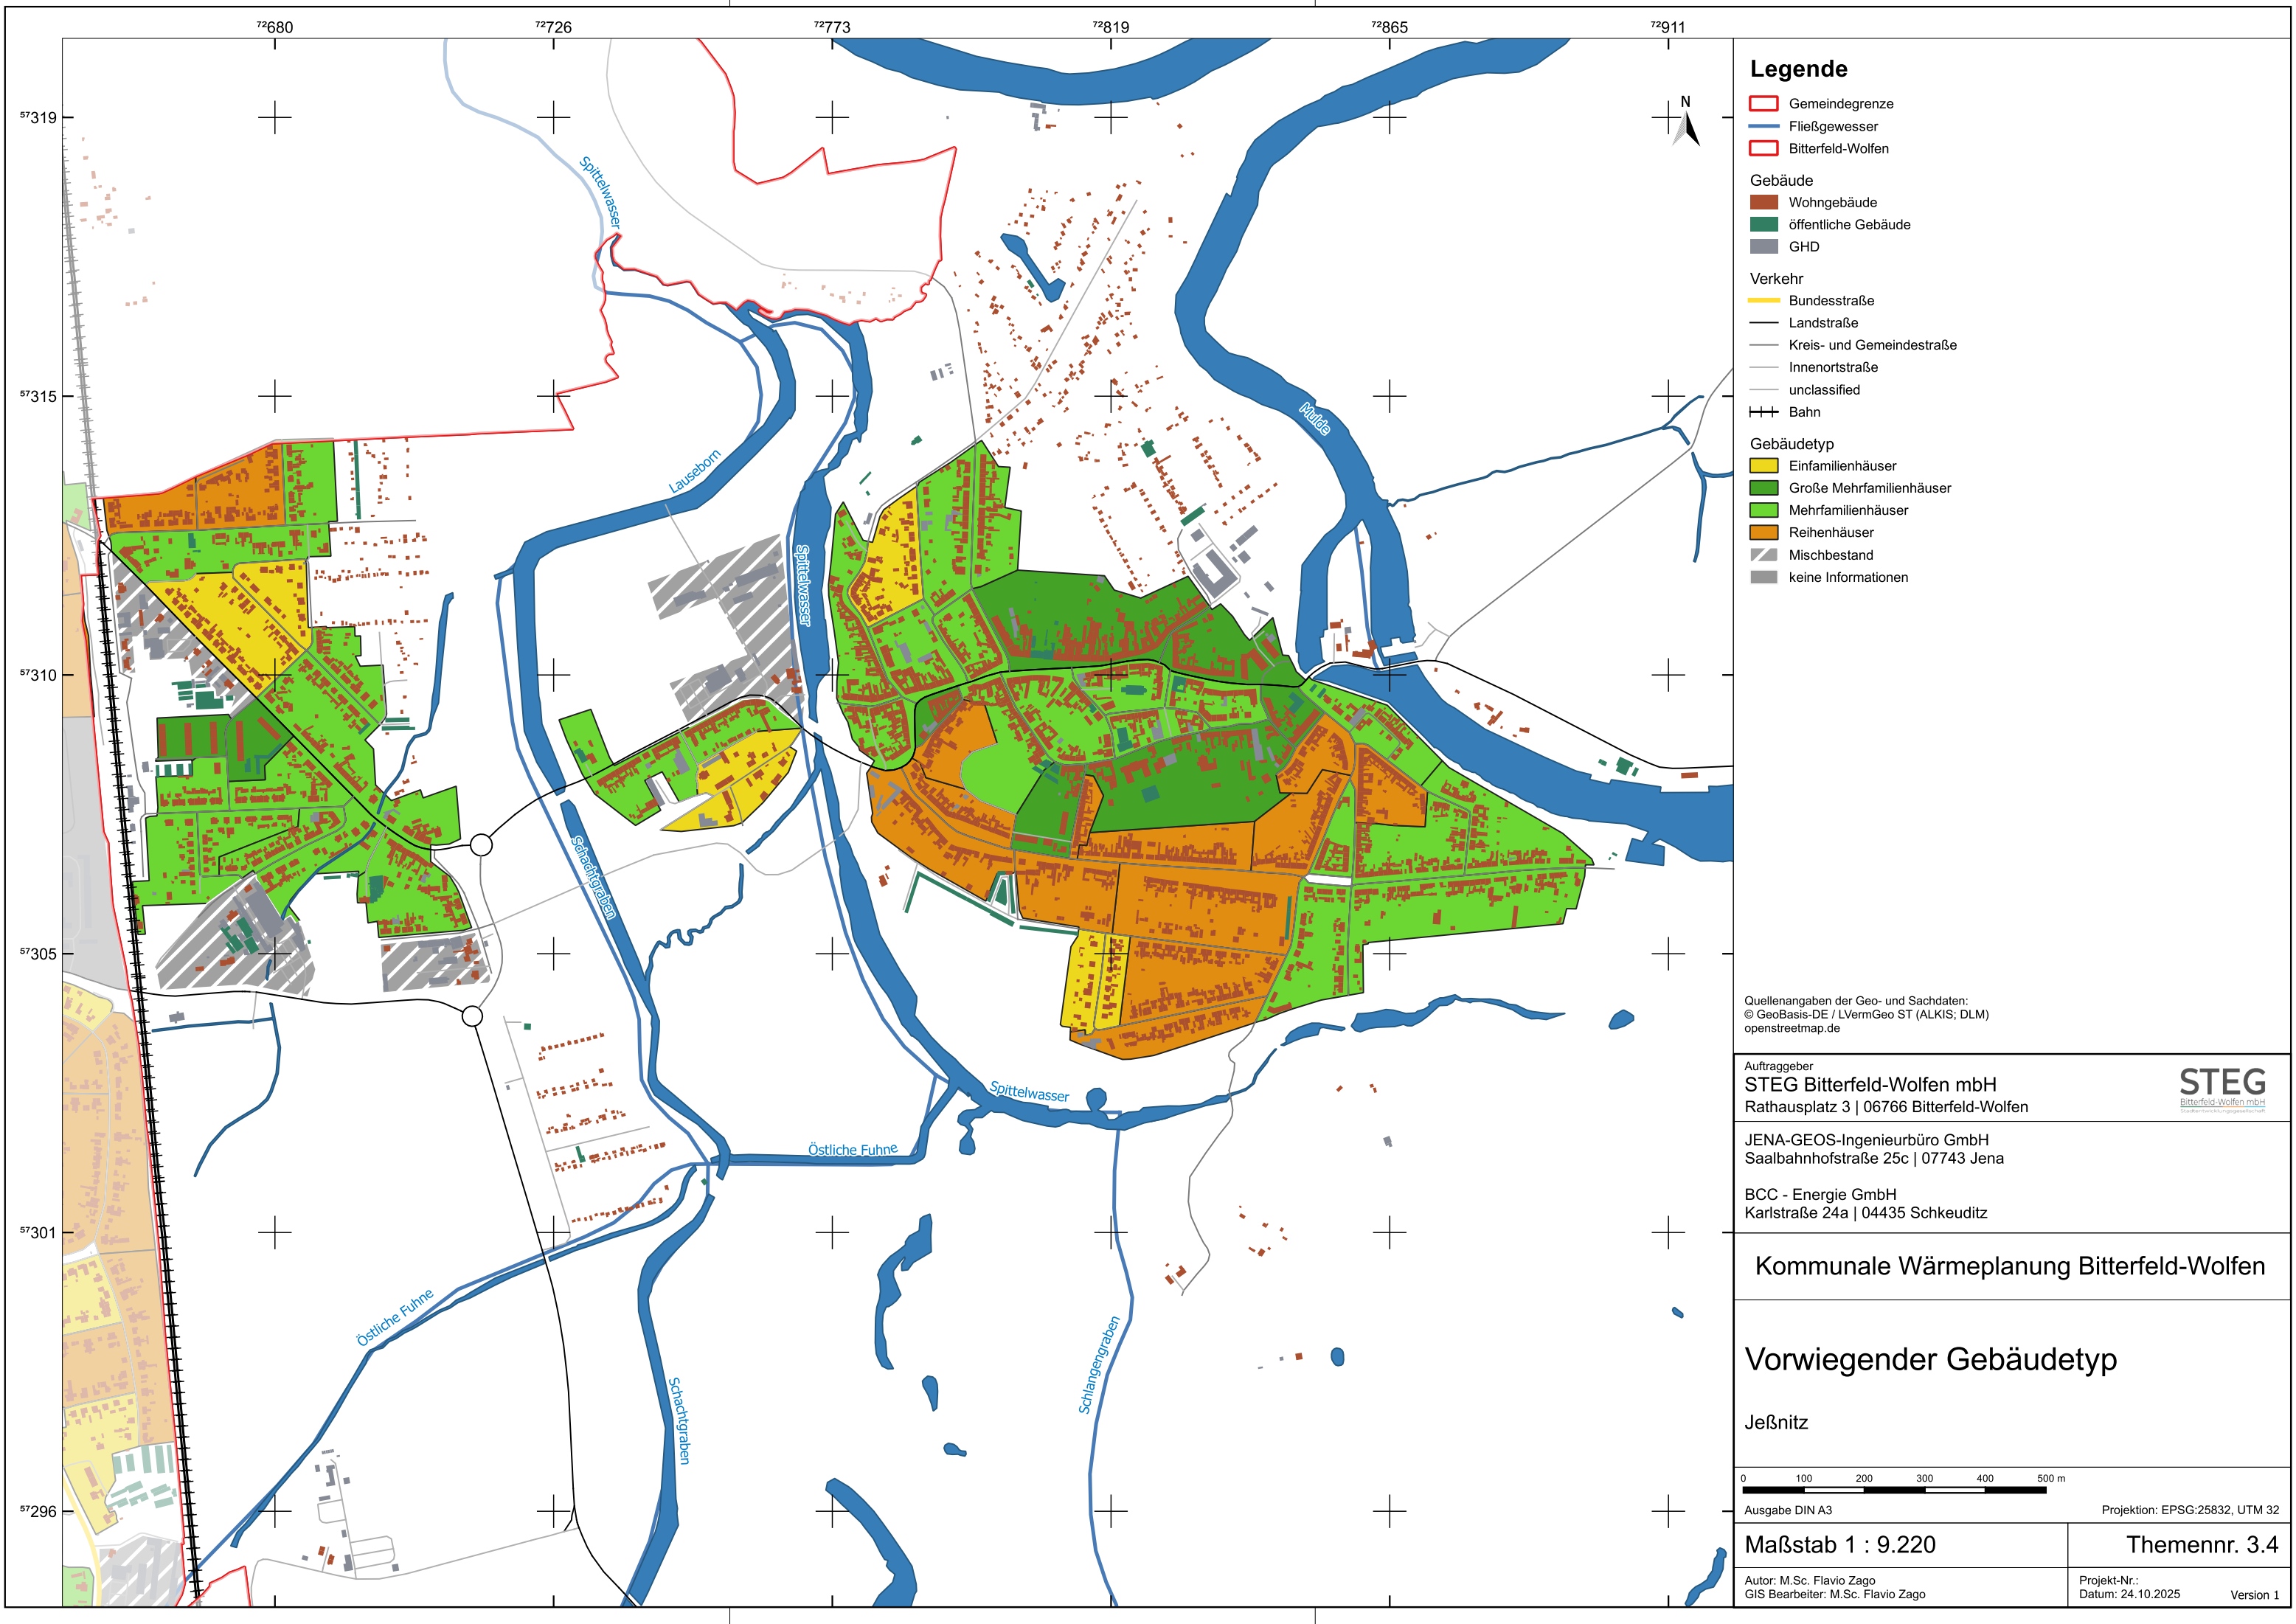 72680
72726
72773
72819
72865
72911
57319
57315
57310
57305
57301
57296
N
Spittelwasser
Lauseborn
Spittelwasser
Mulde
Schachtgraben
Spittelwasser
Östliche Fuhne
Östliche Fuhne
Schachtgraben
Schlangengraben
Legende
Gemeindegrenze
Fließgewesser
Bitterfeld-Wolfen
Gebäude
Wohngebäude
öffentliche Gebäude
GHD
Verkehr
Bundesstraße
Landstraße
Kreis- und Gemeindestraße
Innenortstraße
unclassified
Bahn
Gebäudetyp
Einfamilienhäuser
Große Mehrfamilienhäuser
Mehrfamilienhäuser
Reihenhäuser
Mischbestand
keine Informationen
Quellenangaben der Geo- und Sachdaten:
© GeoBasis-DE / LVermGeo ST (ALKIS; DLM)
openstreetmap.de
Auftraggeber
STEG Bitterfeld-Wolfen mbH
Rathausplatz 3 | 06766 Bitterfeld-Wolfen
STEG
Bitterfeld-Wolfen mbH
Stadtentwicklungsgesellschaft
JENA-GEOS-Ingenieurbüro GmbH
Saalbahnhofstraße 25c | 07743 Jena
BCC - Energie GmbH
Karlstraße 24a | 04435 Schkeuditz
Kommunale Wärmeplanung Bitterfeld-Wolfen
Vorwiegender Gebäudetyp
Jeßnitz
0 100 200 300 400 500 m
Ausgabe DIN A3 Projektion: EPSG:25832, UTM 32
Maßstab 1 : 9.220 Themennr. 3.4
Autor: M.Sc. Flavio Zago
GIS Bearbeiter: M.Sc. Flavio Zago
Projekt-Nr.:
Datum: 24.10.2025 Version 1